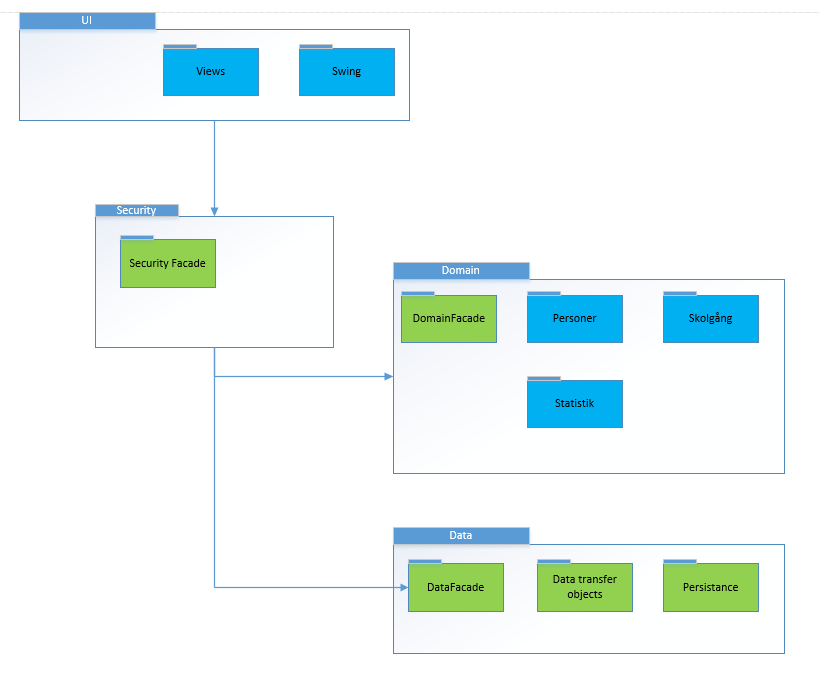 UI
Views
Swing
Security
Security Facade
Domain
DomainFacade
Personer
Skolgång
Statistik
Data
DataFacade
Data transfer
objects
Persistance